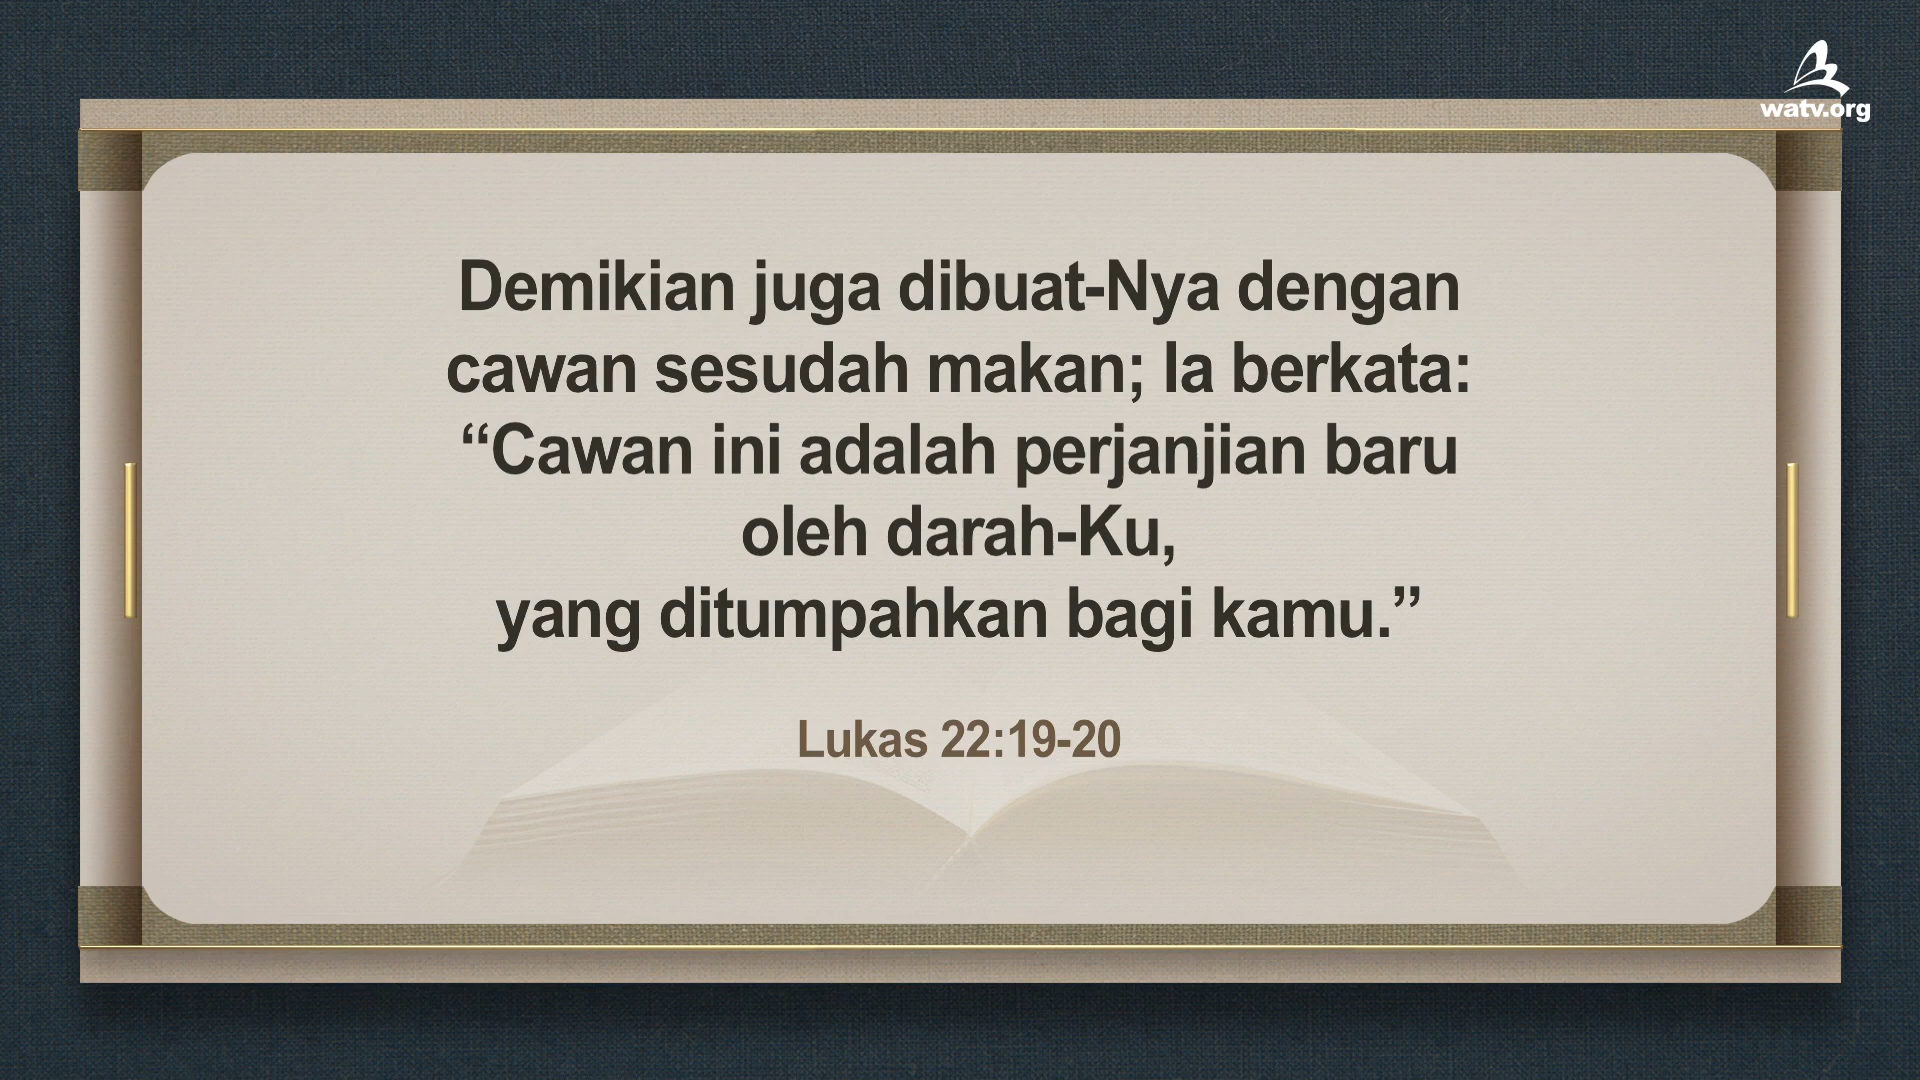 watv.org
Demikian juga dibuat-Nya dengan
cawan sesudah makan; Ia berkata:
“Cawan ini adalah perjanjian baru
oleh darah-Ku,
yang ditumpahkan bagi kamu.”
Lukas 22:19-20